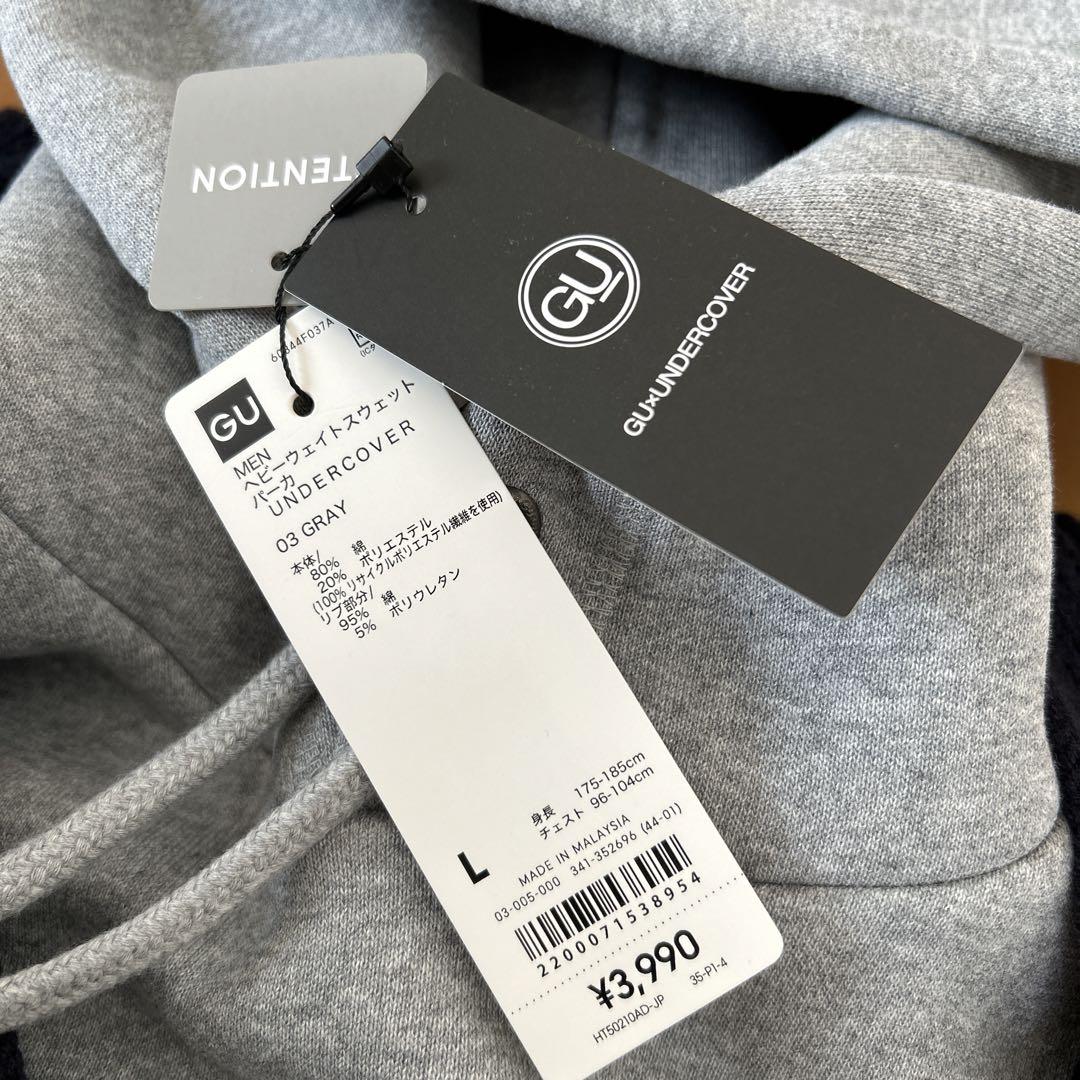 TENTION
GU
GU×UNDERCOVER
60844F037A
GU
MEN
ヘビーウェイトスウェット
パーカ
UNDERCOVER
03 GRAY
本体/
80% 綿
20% ポリエステル
(100% リサイクルポリエステル繊維を使用)
リブ部分/
95% 綿
5% ポリウレタン
身長 175-185cm
チェスト 96-104cm
L
MADE IN MALAYSIA
03-005-000 341-352696 (44-01)
2200071538954
¥3,990
HT50210AD-JP 35-P1-4